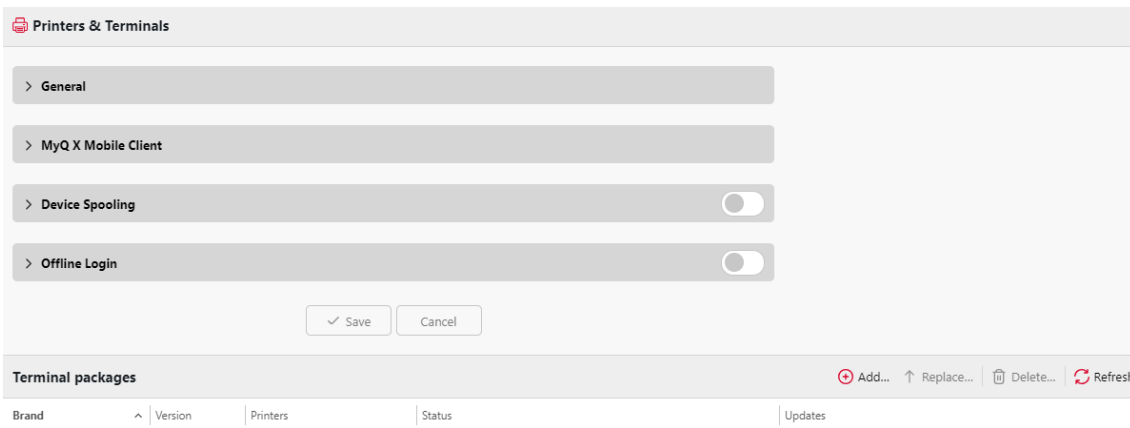 Printers & Terminals
General
MyQ X Mobile Client
Device Spooling
Offline Login
Save Cancel
Terminal packages Add... Replace... Delete... Refresh
Brand Version Printers Status Updates